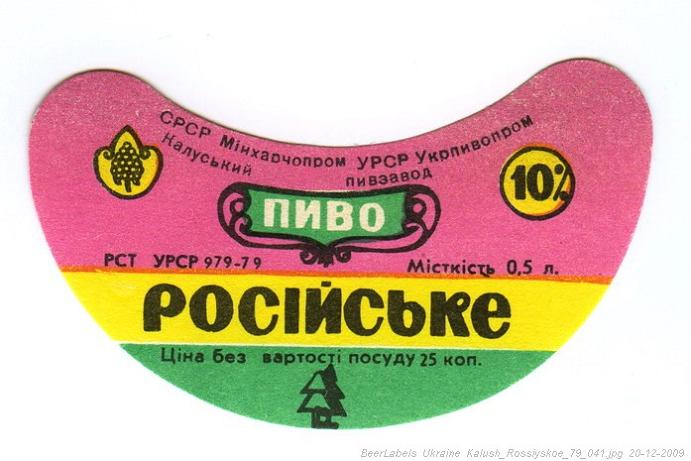 СРСР Мінхарчопром УРСР Укрпивопром
Калуський пивзавод
10%
ПИВО
РСТ УРСР 979-79
Місткість 0,5 л.
РОСІЙСЬКЕ
Ціна без вартості посуду 25 коп.
BeerLabels Ukraine Kalush_Rossiyskoe_79_041.jpg 20-12-2009